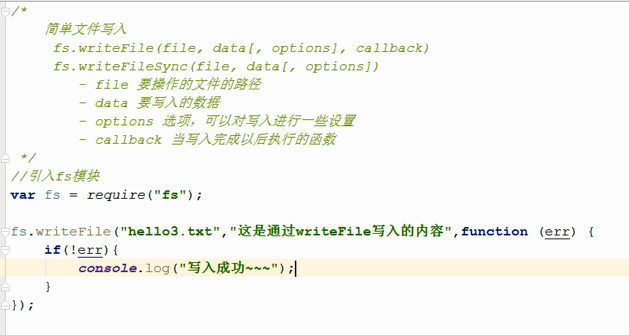 /*
    简单文件写入
     fs.writeFile(file, data[, options], callback)
     fs.writeFileSync(file, data[, options])
        - file 要操作的文件的路径
        - data 要写入的数据
        - options 选项，可以对写入进行一些设置
        - callback 当写入完成以后执行的函数
 */
//引入fs模块
var fs = require("fs");
fs.writeFile("hello3.txt","这是通过writeFile写入的内容",function (err) {
    if(!err){
        console.log("写入成功~~~");
    }
});